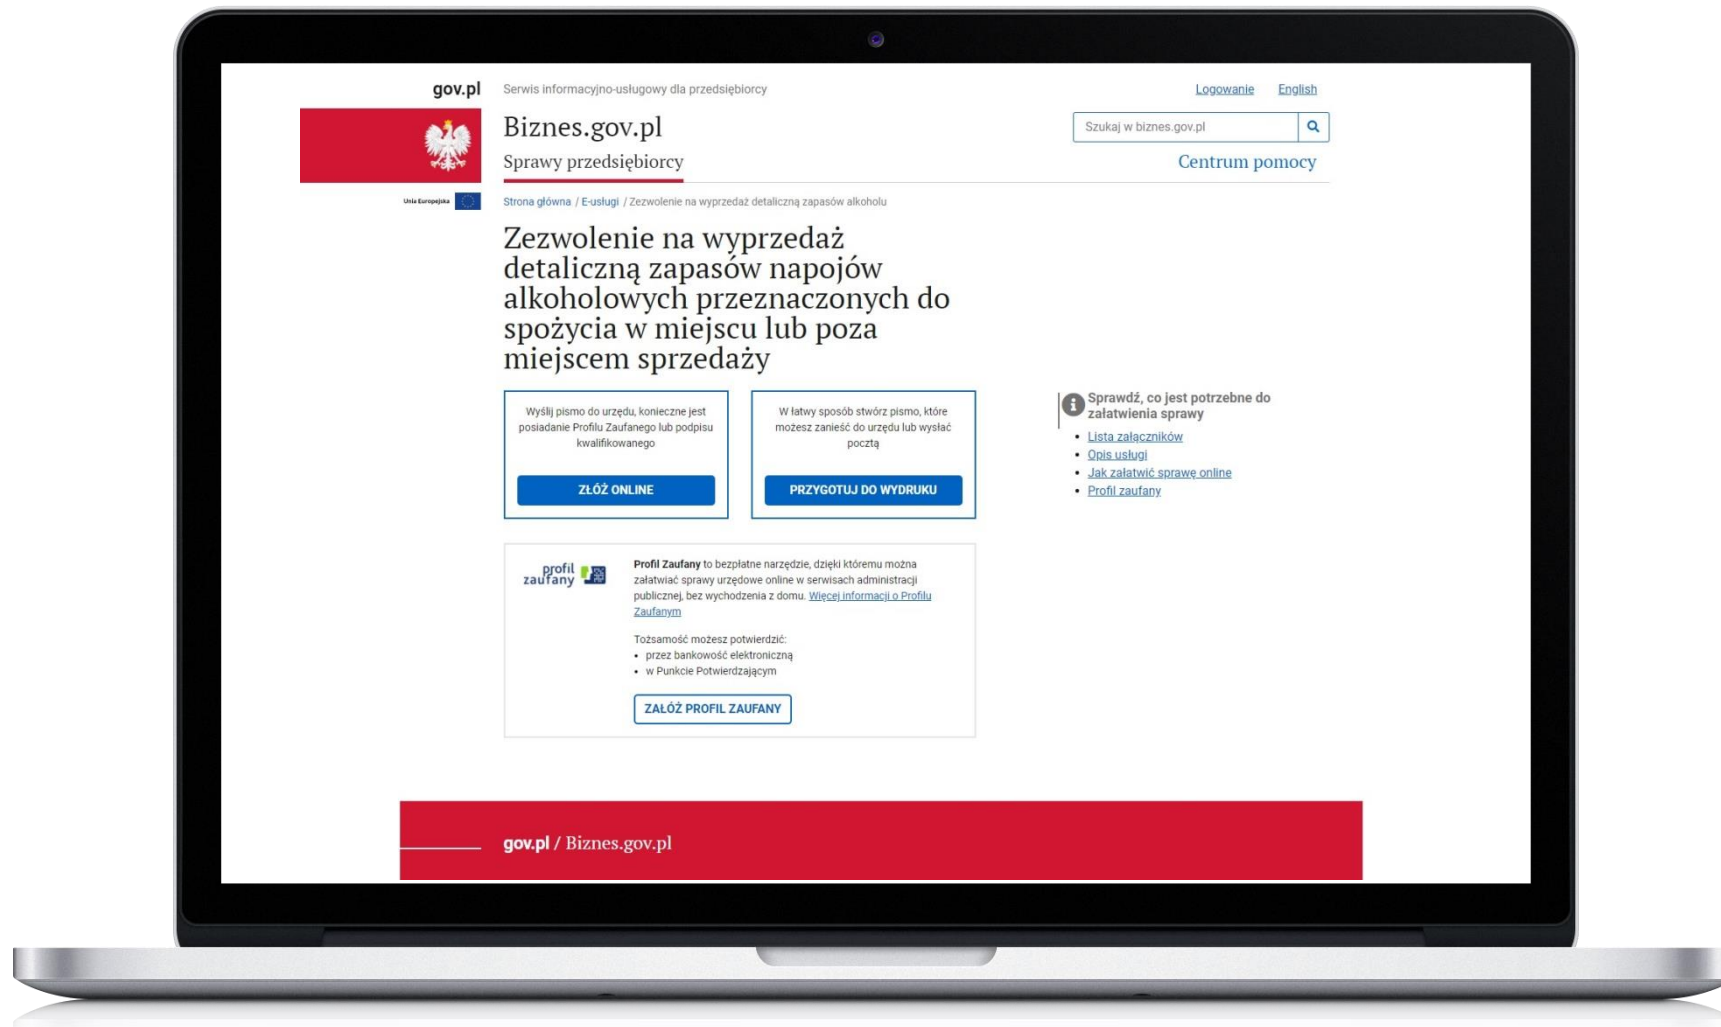 gov.pl
Serwis informacyjno-usługowy dla przedsiębiorcy
Logowanie
English
Biznes.gov.pl
Szukaj w biznes.gov.pl
Sprawy przedsiębiorcy
Centrum pomocy
Unia Europejska
Strona główna / E-usługi / Zezwolenie na wyprzedaż detaliczną zapasów alkoholu
Zezwolenie na wyprzedaż
detaliczną zapasów napojów
alkoholowych przeznaczonych do
spożycia w miejscu lub poza
miejscem sprzedaży
Wyślij pismo do urzędu, konieczne jest
posiadanie Profilu Zaufanego lub podpisu
kwalifikowanego
ZŁÓŻ ONLINE
W łatwy sposób stwórz pismo, które
możesz zanieść do urzędu lub wysłać
pocztą
PRZYGOTUJ DO WYDRUKU
Sprawdź, co jest potrzebne do
załatwienia sprawy
• Lista załączników
• Opis usługi
• Jak załatwić sprawę online
• Profil zaufany
profil
zaufany
Profil Zaufany to bezpłatne narzędzie, dzięki któremu można
załatwiać sprawy urzędowe online w serwisach administracji
publicznej, bez wychodzenia z domu. Więcej informacji o Profilu
Zaufanym
Tożsamość możesz potwierdzić:
• przez bankowość elektroniczną
• w Punkcie Potwierdzającym
ZAŁÓŻ PROFIL ZAUFANY
gov.pl / Biznes.gov.pl